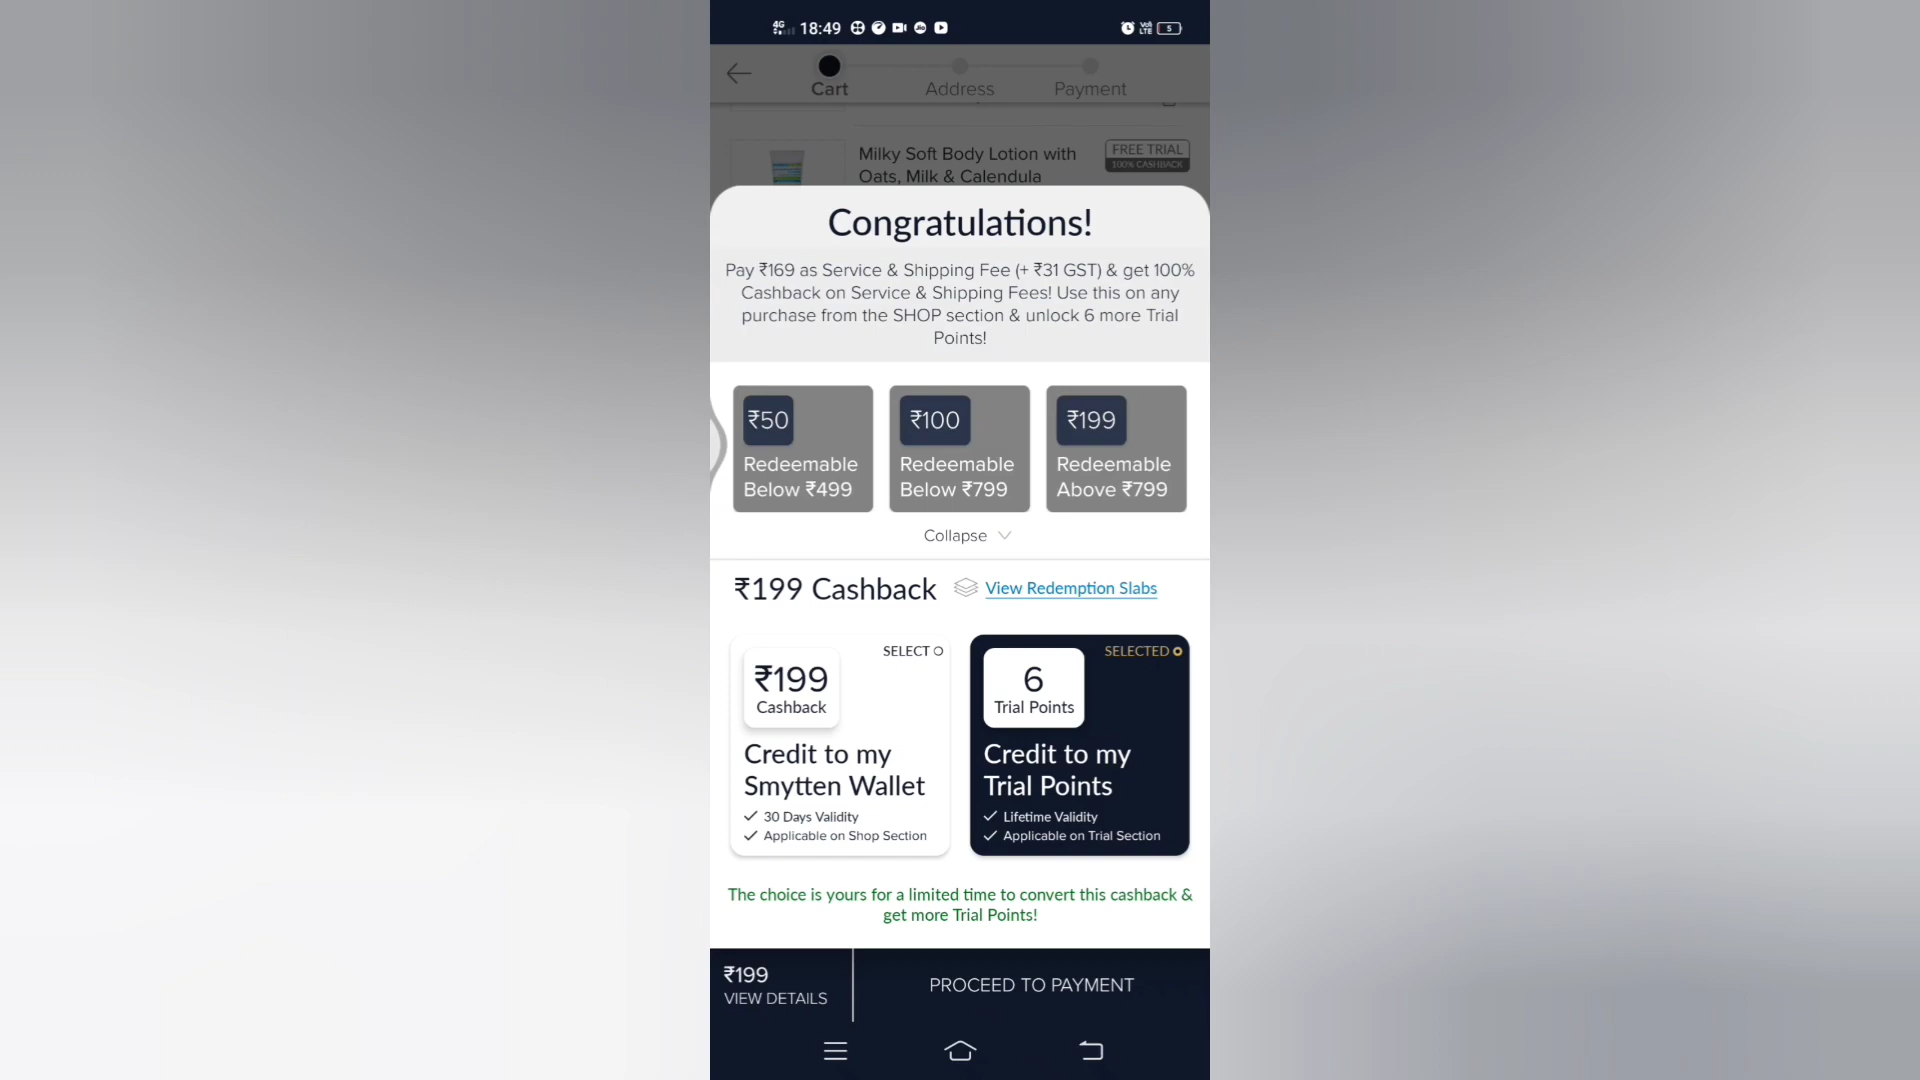 4G 18:49 5
Cart Address Payment
Milky Soft Body Lotion with
Oats, Milk & Calendula
FREE TRIAL
100% CASHBACK
Congratulations!
Pay ₹169 as Service & Shipping Fee (+ ₹31 GST) & get 100%
Cashback on Service & Shipping Fees! Use this on any
purchase from the SHOP section & unlock 6 more Trial
Points!
₹50
Redeemable
Below ₹499
₹100
Redeemable
Below ₹799
₹199
Redeemable
Above ₹799
Collapse
₹199 Cashback View Redemption Slabs
SELECT
₹199
Cashback
Credit to my
Smytten Wallet
30 Days Validity
Applicable on Shop Section
SELECTED
6
Trial Points
Credit to my
Trial Points
Lifetime Validity
Applicable on Trial Section
The choice is yours for a limited time to convert this cashback &
get more Trial Points!
₹199
VIEW DETAILS
PROCEED TO PAYMENT